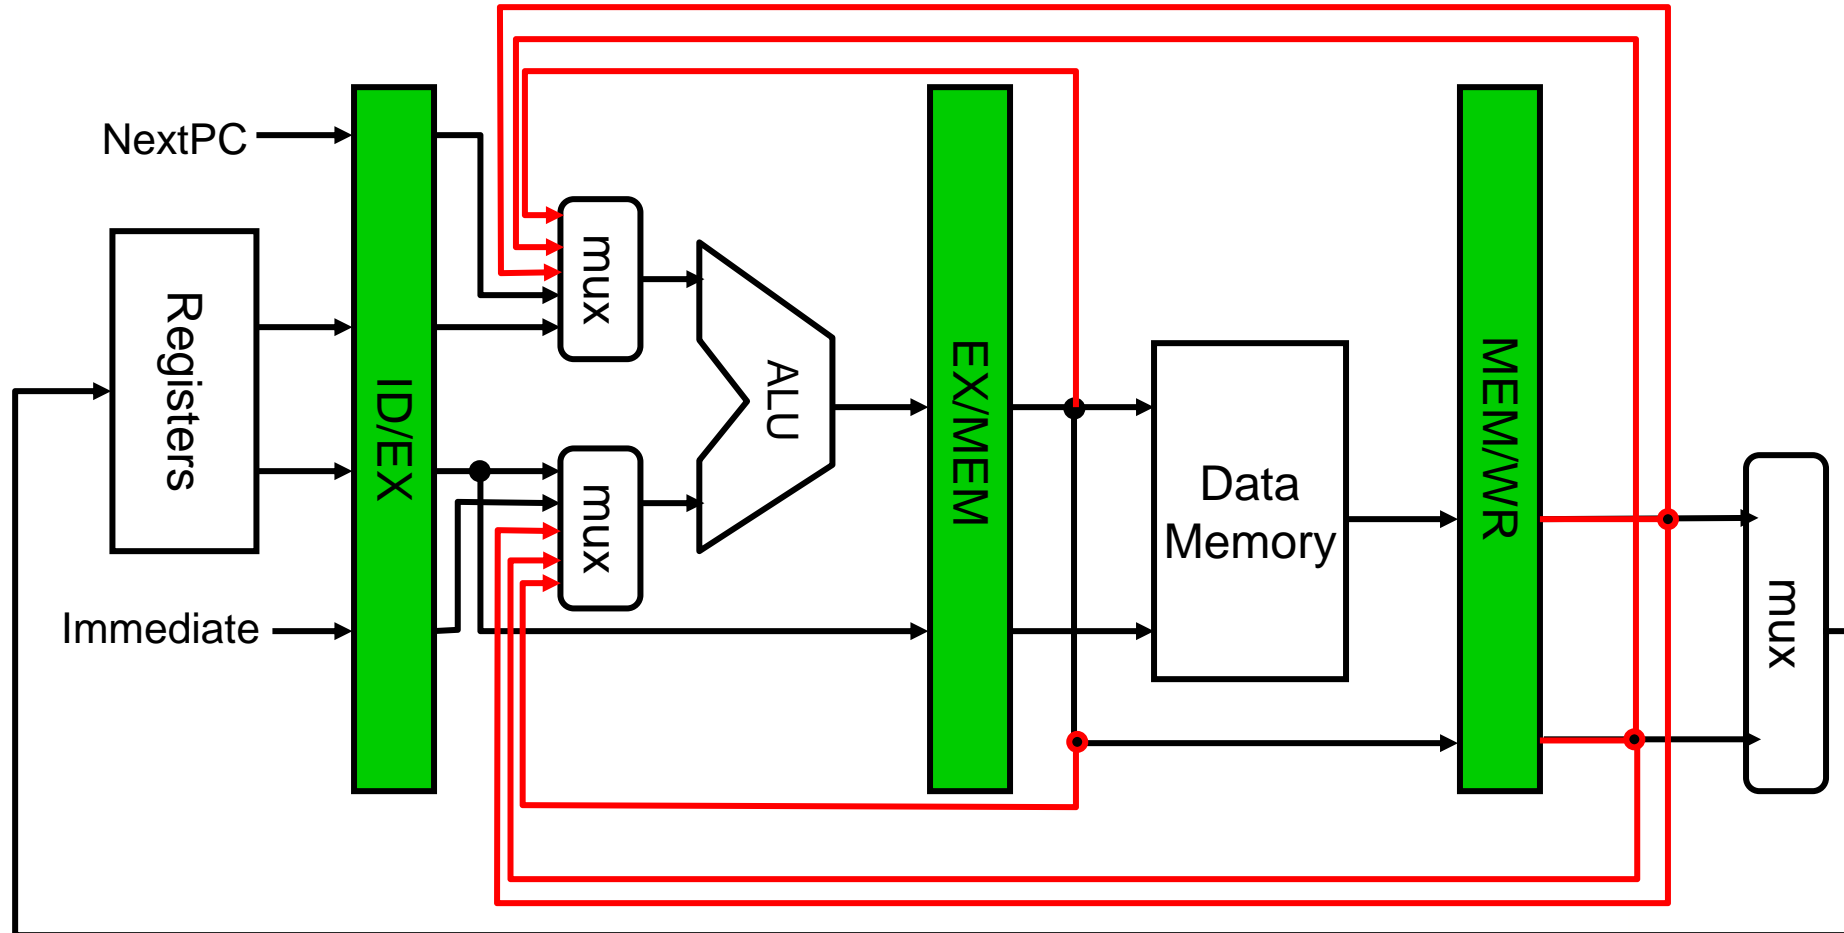 NextPC
Registers
Immediate
ID/EX
mux
mux
ALU
EX/MEM
Data
Memory
MEM/WR
mux